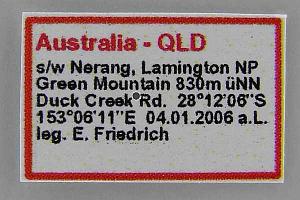 Australia - QLD
s/w Nerang, Lamington NP
Green Mountain 830m üNN
Duck Creek Rd. 28°12'06"S
153°06'11"E 04.01.2006 a.L.
leg. E. Friedrich